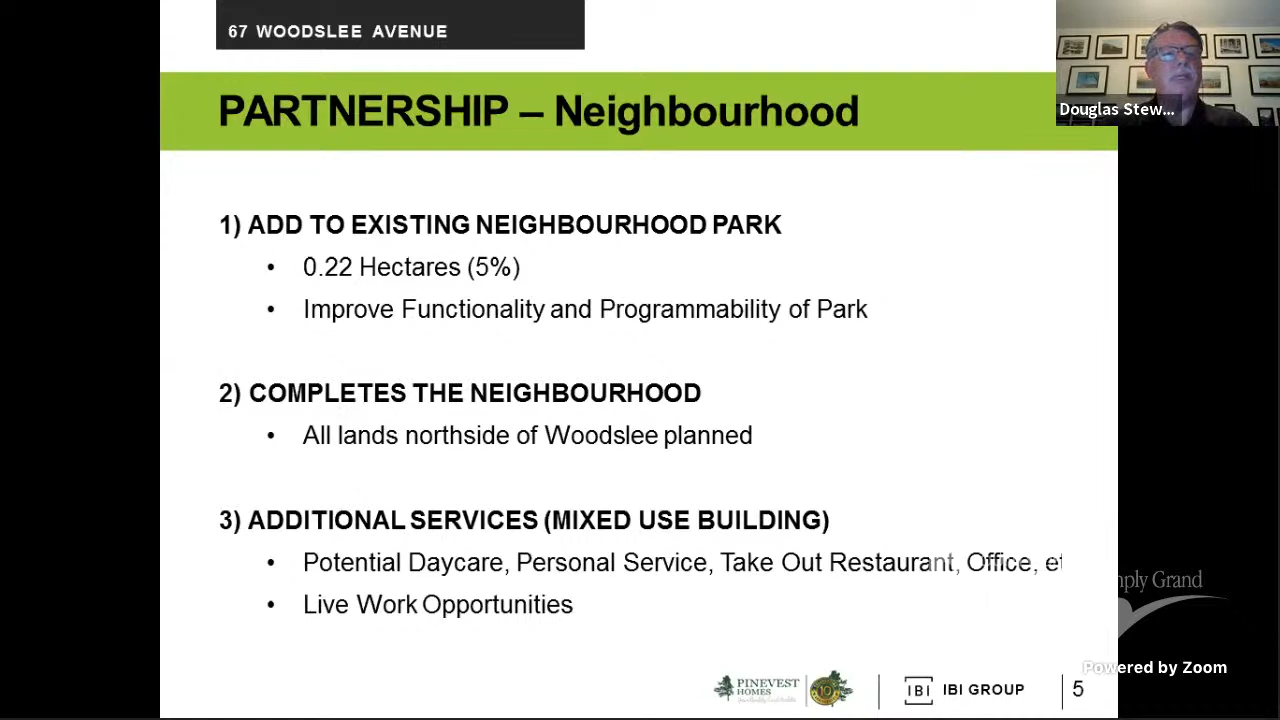 67 WOODSLEE AVENUE
PARTNERSHIP – Neighbourhood
Douglas Stew...
1) ADD TO EXISTING NEIGHBOURHOOD PARK
• 0.22 Hectares (5%)
• Improve Functionality and Programmability of Park
2) COMPLETES THE NEIGHBOURHOOD
• All lands northside of Woodslee planned
3) ADDITIONAL SERVICES (MIXED USE BUILDING)
• Potential Daycare, Personal Service, Take Out Restaurant, Office, et
• Live Work Opportunities
mply Grand
Powered by Zoom
PINEVEST
HOMES
10
IBI IBI GROUP
5